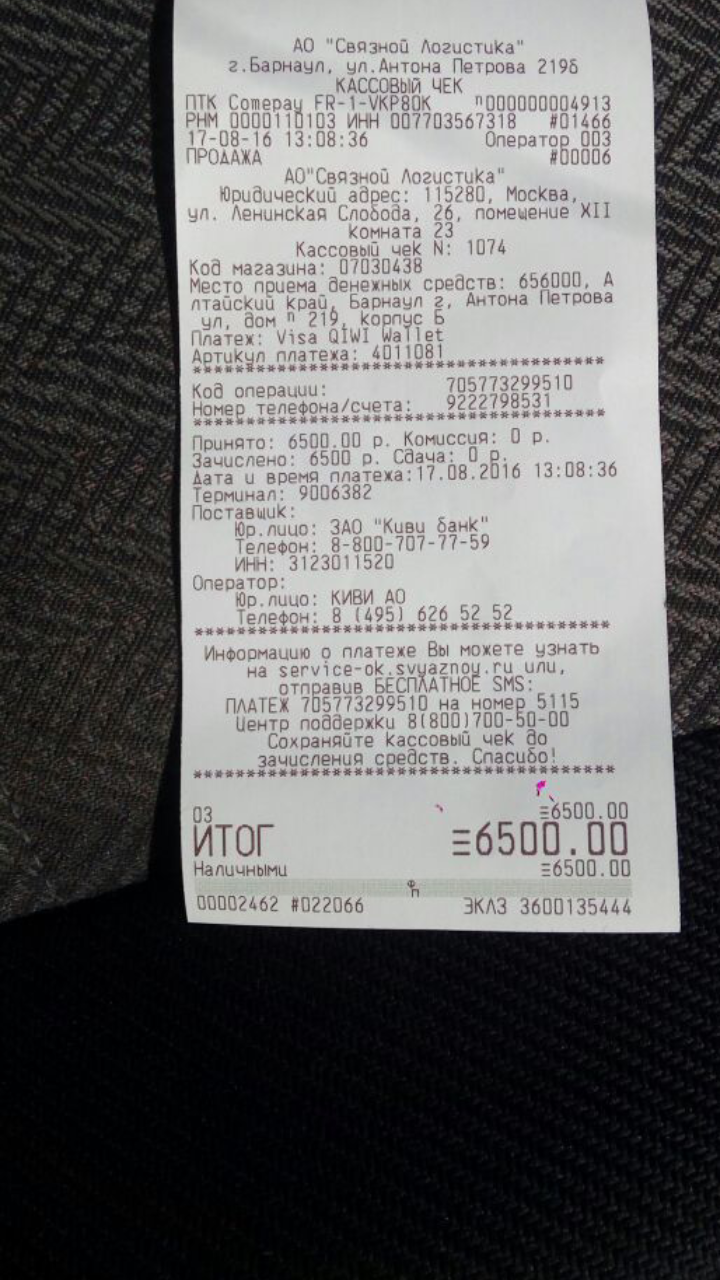 АО "Связной Логистика"
г.Барнаул, ул.Антона Петрова 219б
КАССОВЫЙ ЧЕК
ПТК Comepay FR-1-VKP80K п000000004913
РНМ 0000110103 ИНН 007703567318 #01466
17-08-16 13:08:36 Оператор 003
ПРОДАЖА #00006
АО"Связной Логистика"
Юридический адрес: 115280, Москва,
ул. Ленинская Слобода, 26, помещение XII
комната 23
Кассовый чек N: 1074
Код магазина: 07030438
Место приема денежных средств: 656000, А
лтайский край, Барнаул г, Антона Петрова
ул, дом п 219, корпус Б
Платеж: Visa QIWI Wallet
Артикул платежа: 4011081
****************************************
Код операции: 705773299510
Номер телефона/счета: 9222798531
****************************************
Принято: 6500.00 р. Комиссия: 0 р.
Зачислено: 6500 р. Сдача: 0 р.
Дата и время платежа:17.08.2016 13:08:36
Терминал: 9006382
Поставщик:
Юр.лицо: ЗАО "Киви банк"
Телефон: 8-800-707-77-59
ИНН: 3123011520
Оператор:
Юр.лицо: КИВИ АО
Телефон: 8 (495) 626 52 52
****************************************
Информацию о платеже Вы можете узнать
на service-ok.svyaznoy.ru или,
отправив БЕСПЛАТНОЕ SMS:
ПЛАТЕЖ 705773299510 на номер 5115
Центр поддержки 8(800)700-50-00
Сохраняйте кассовый чек до
зачисления средств. Спасибо!
****************************************
03 ≡6500.00
ИТОГ ≡6500.00
Наличными ≡6500.00
ФП
00002462 #022066 ЭКЛЗ 3600135444